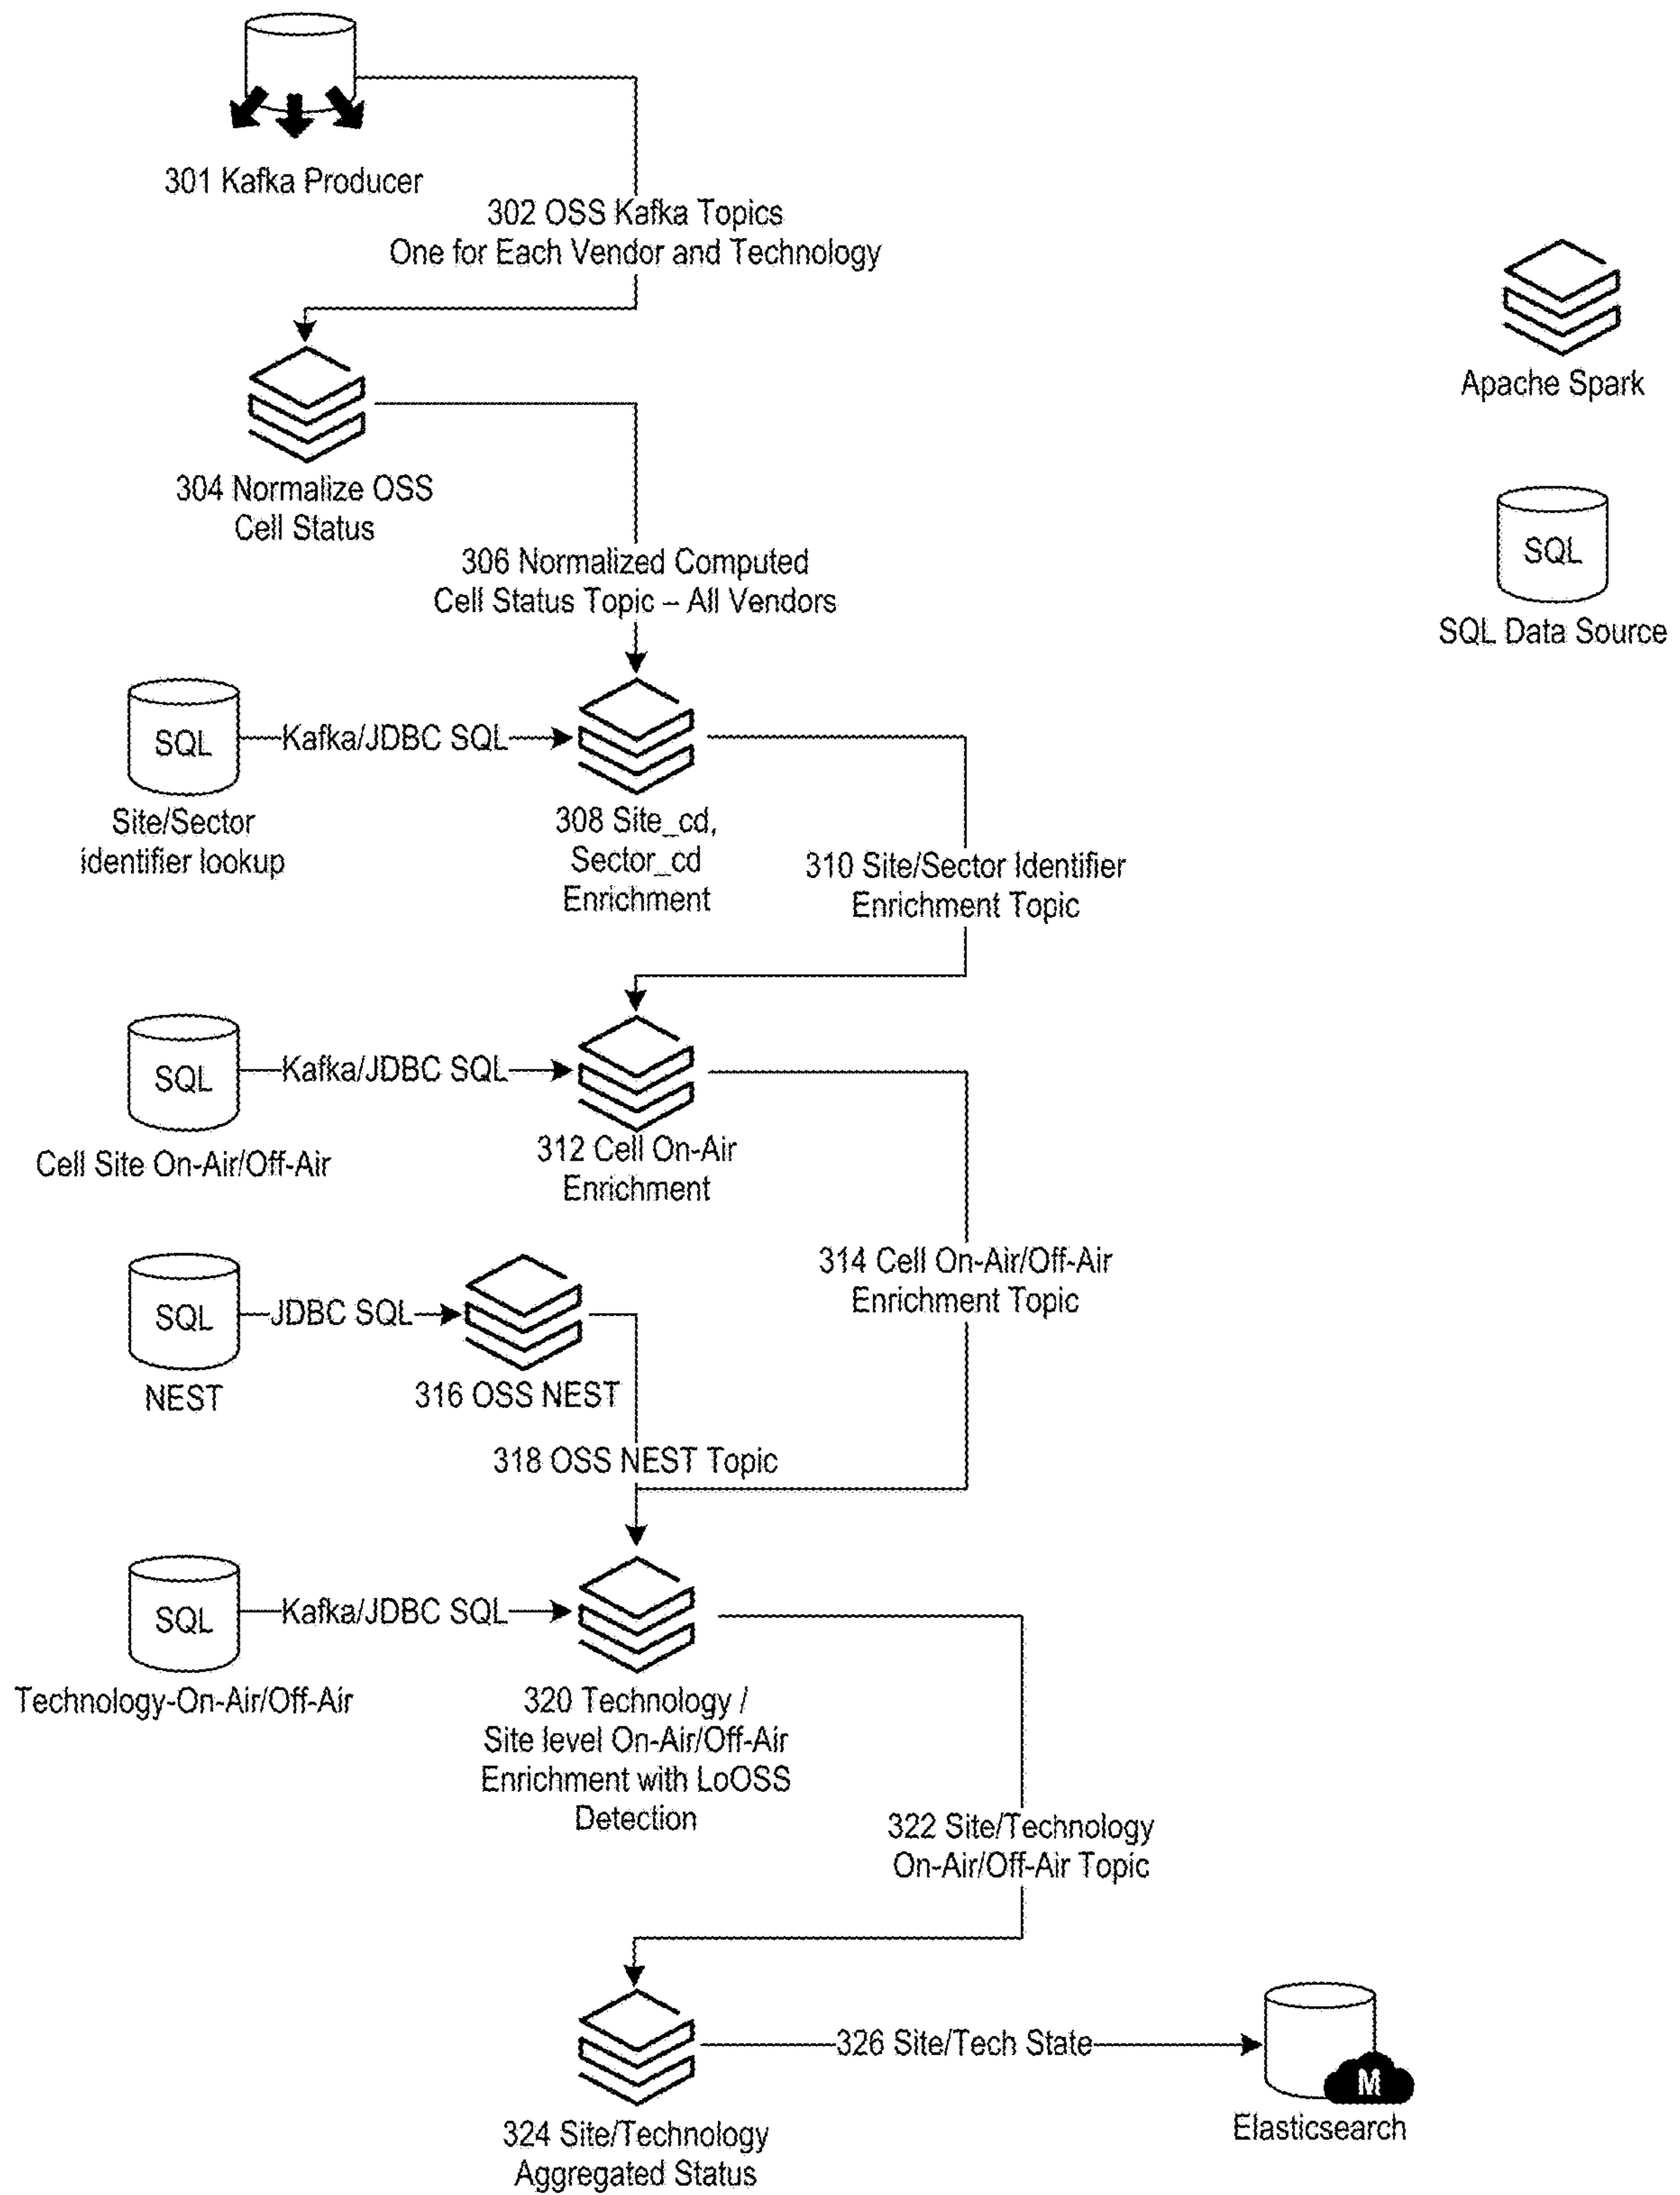 301 Kafka Producer
302 OSS Kafka Topics
One for Each Vendor and Technology
Apache Spark
304 Normalize OSS
Cell Status
SQL
SQL Data Source
306 Normalized Computed
Cell Status Topic – All Vendors
SQL
Kafka/JDBC SQL
Site/Sector
identifier lookup
308 Site_cd,
Sector_cd
Enrichment
310 Site/Sector Identifier
Enrichment Topic
SQL
Kafka/JDBC SQL
Cell Site On-Air/Off-Air
312 Cell On-Air
Enrichment
314 Cell On-Air/Off-Air
Enrichment Topic
SQL
JDBC SQL
NEST
316 OSS NEST
318 OSS NEST Topic
SQL
Kafka/JDBC SQL
Technology-On-Air/Off-Air
320 Technology /
Site level On-Air/Off-Air
Enrichment with LoOSS
Detection
322 Site/Technology
On-Air/Off-Air Topic
326 Site/Tech State
M
Elasticsearch
324 Site/Technology
Aggregated Status